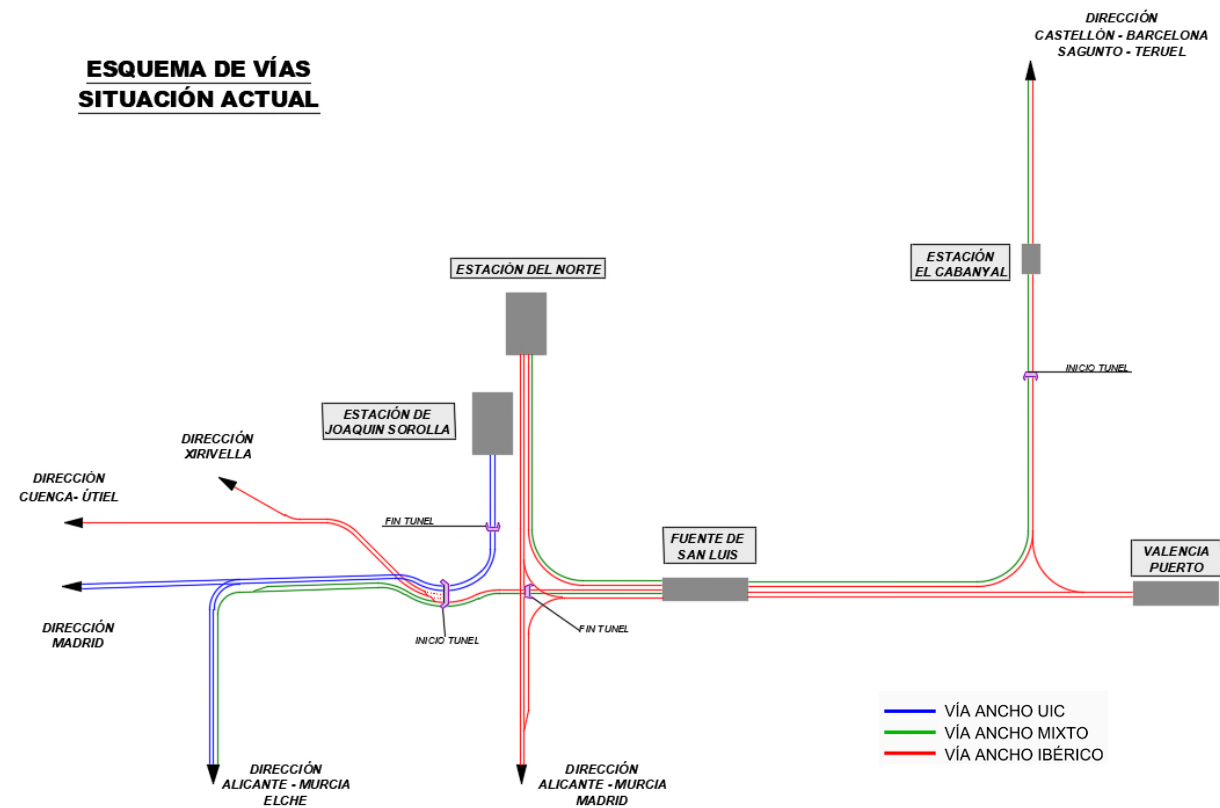 ESQUEMA DE VÍAS
SITUACIÓN ACTUAL
DIRECCIÓN
CASTELLÓN - BARCELONA
SAGUNTO - TERUEL
ESTACIÓN DEL NORTE
ESTACIÓN
EL CABANYAL
INICIO TUNEL
ESTACIÓN DE
JOAQUIN SOROLLA
DIRECCIÓN
XIRIVELLA
DIRECCIÓN
CUENCA- ÚTIEL
FIN TUNEL
FUENTE DE
SAN LUIS
VALENCIA
PUERTO
DIRECCIÓN
MADRID
INICIO TUNEL
FIN TUNEL
VÍA ANCHO UIC
VÍA ANCHO MIXTO
VÍA ANCHO IBÉRICO
DIRECCIÓN
ALICANTE - MURCIA
ELCHE
DIRECCIÓN
ALICANTE - MURCIA
MADRID